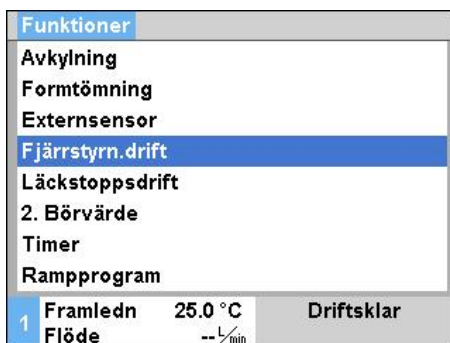 Funktioner
Avkylning
Formtömning
Externsensor
Fjärrstyrn.drift
Läckstoppsdrift
2. Börvärde
Timer
Rampprogram
1 Framledn 25.0 °C Driftsklar
Flöde -- L/min